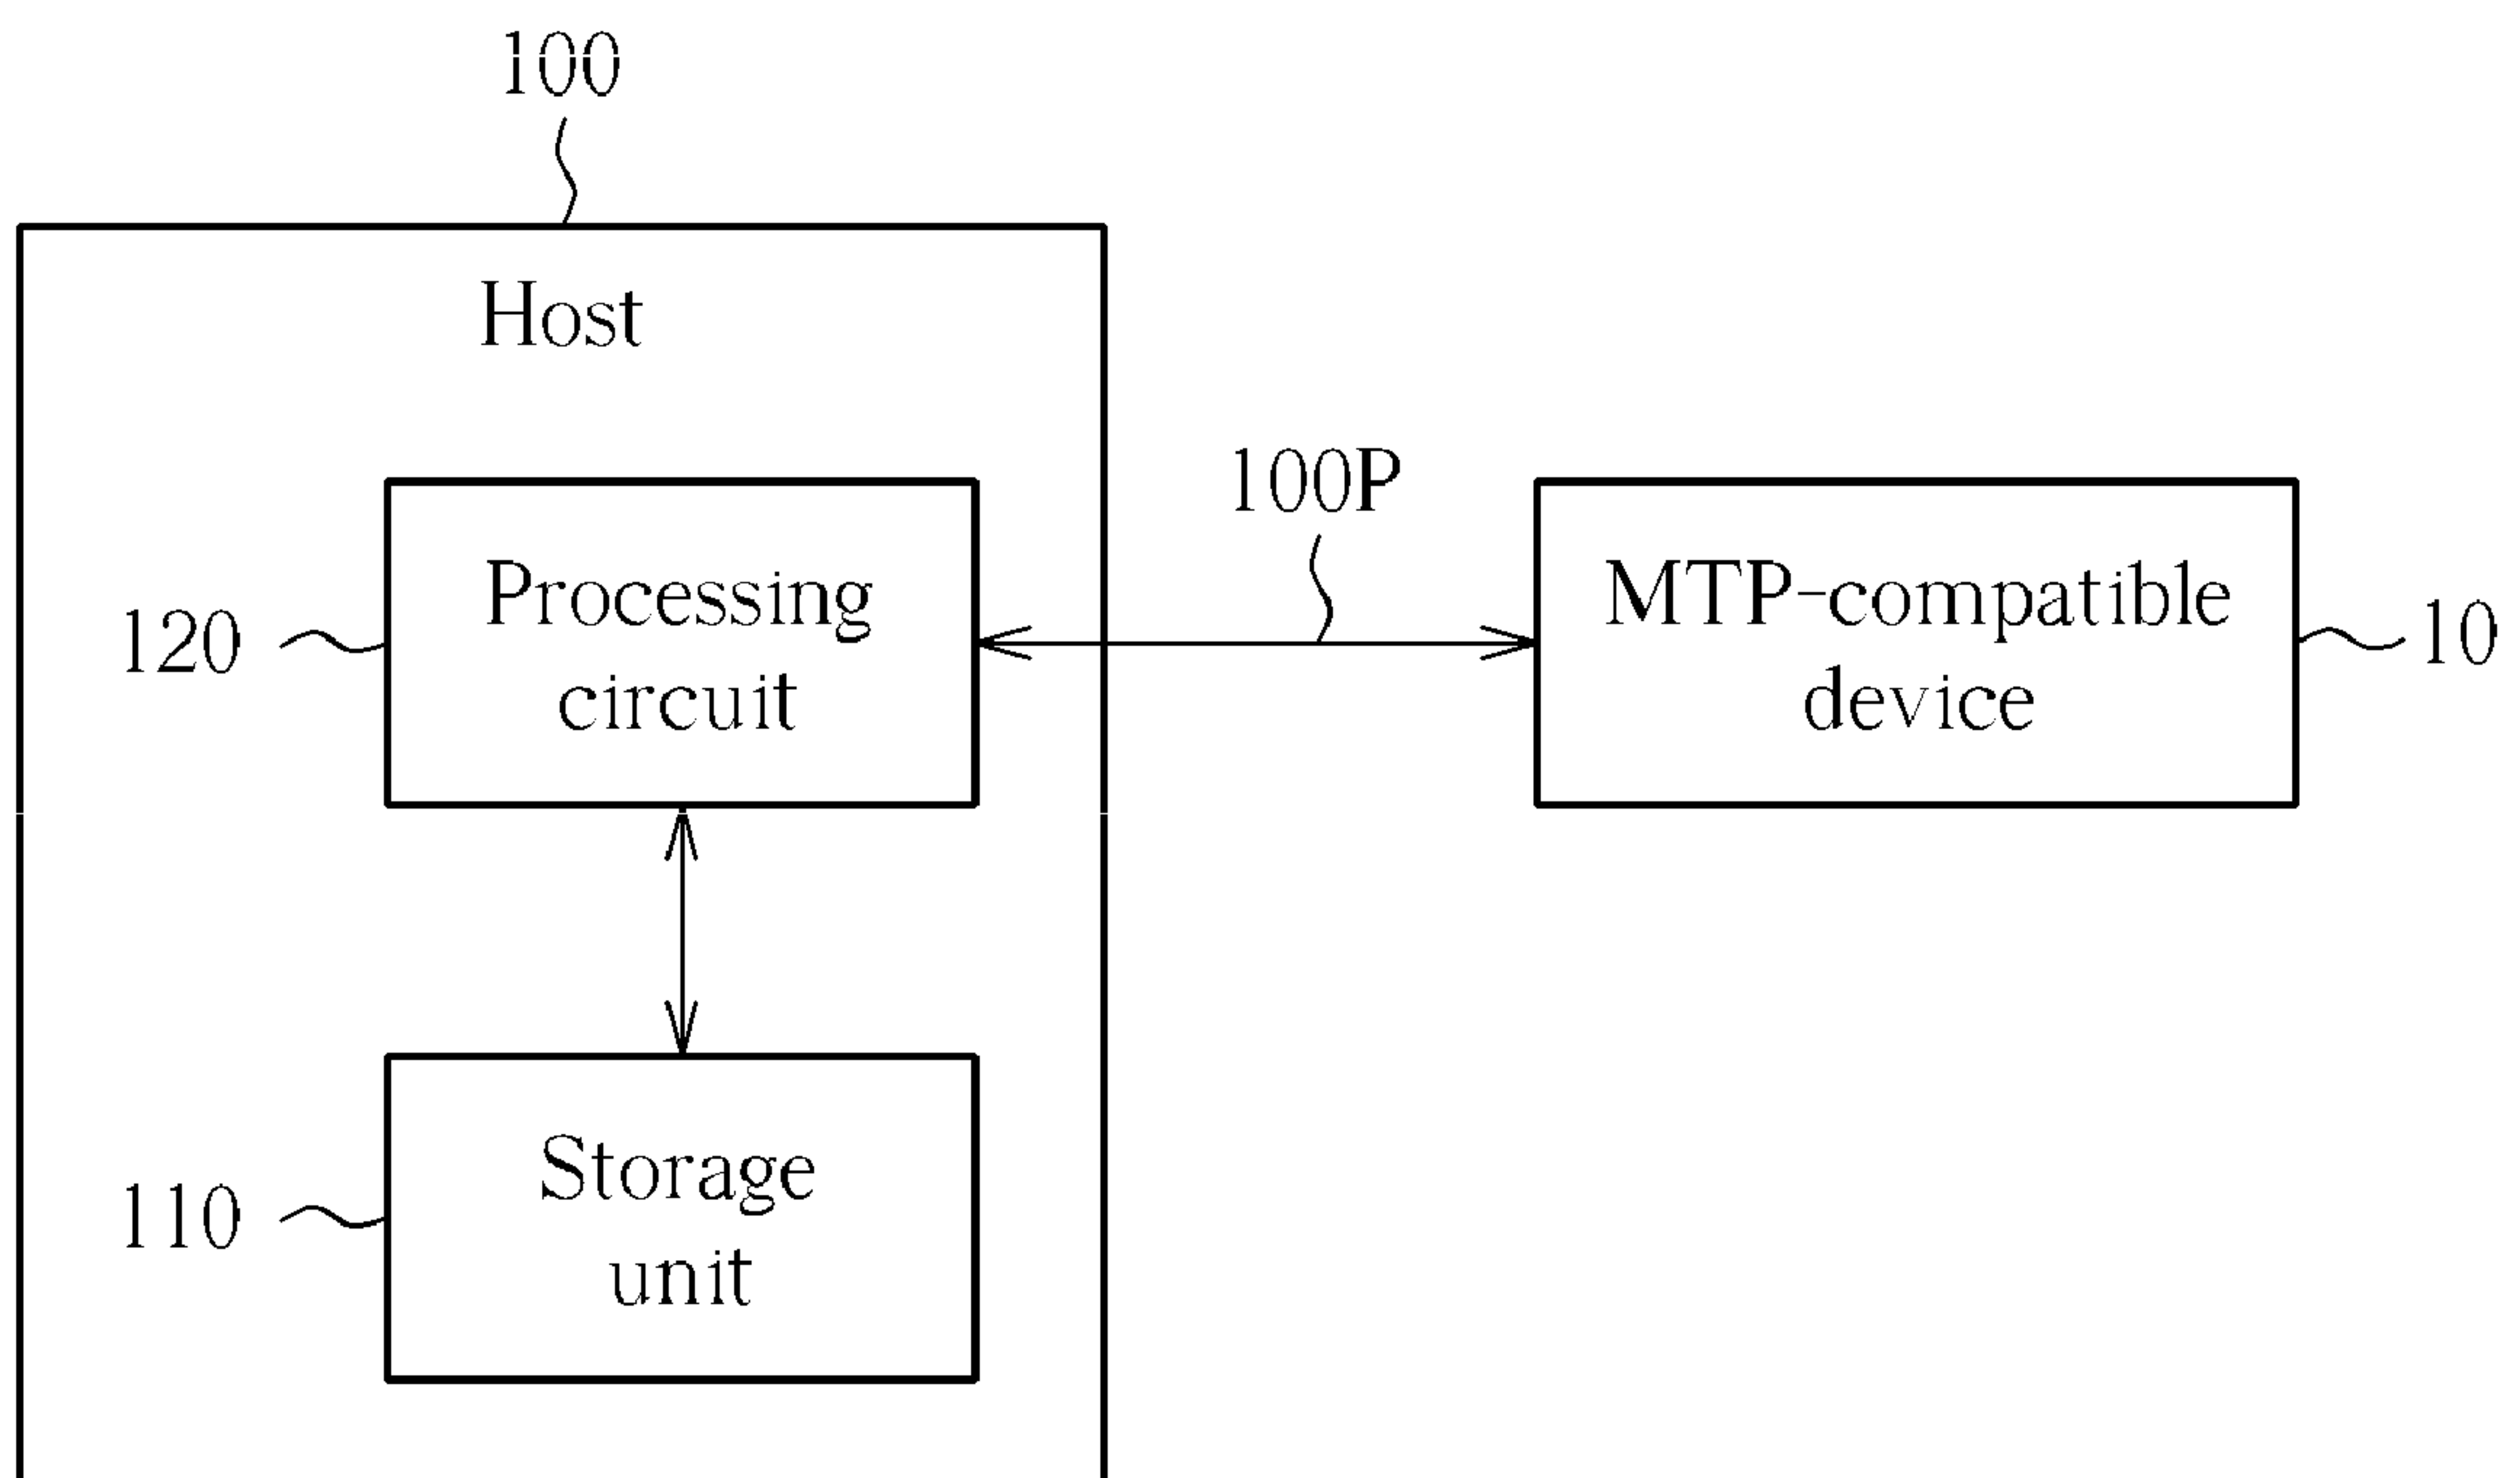 100
Host
100P
Processing
circuit
120
MTP-compatible
device
10
Storage
unit
110